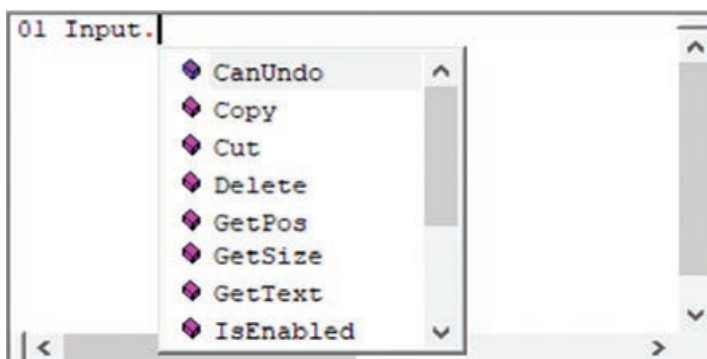 01 Input.
CanUndo
Copy
Cut
Delete
GetPos
GetSize
GetText
IsEnabled